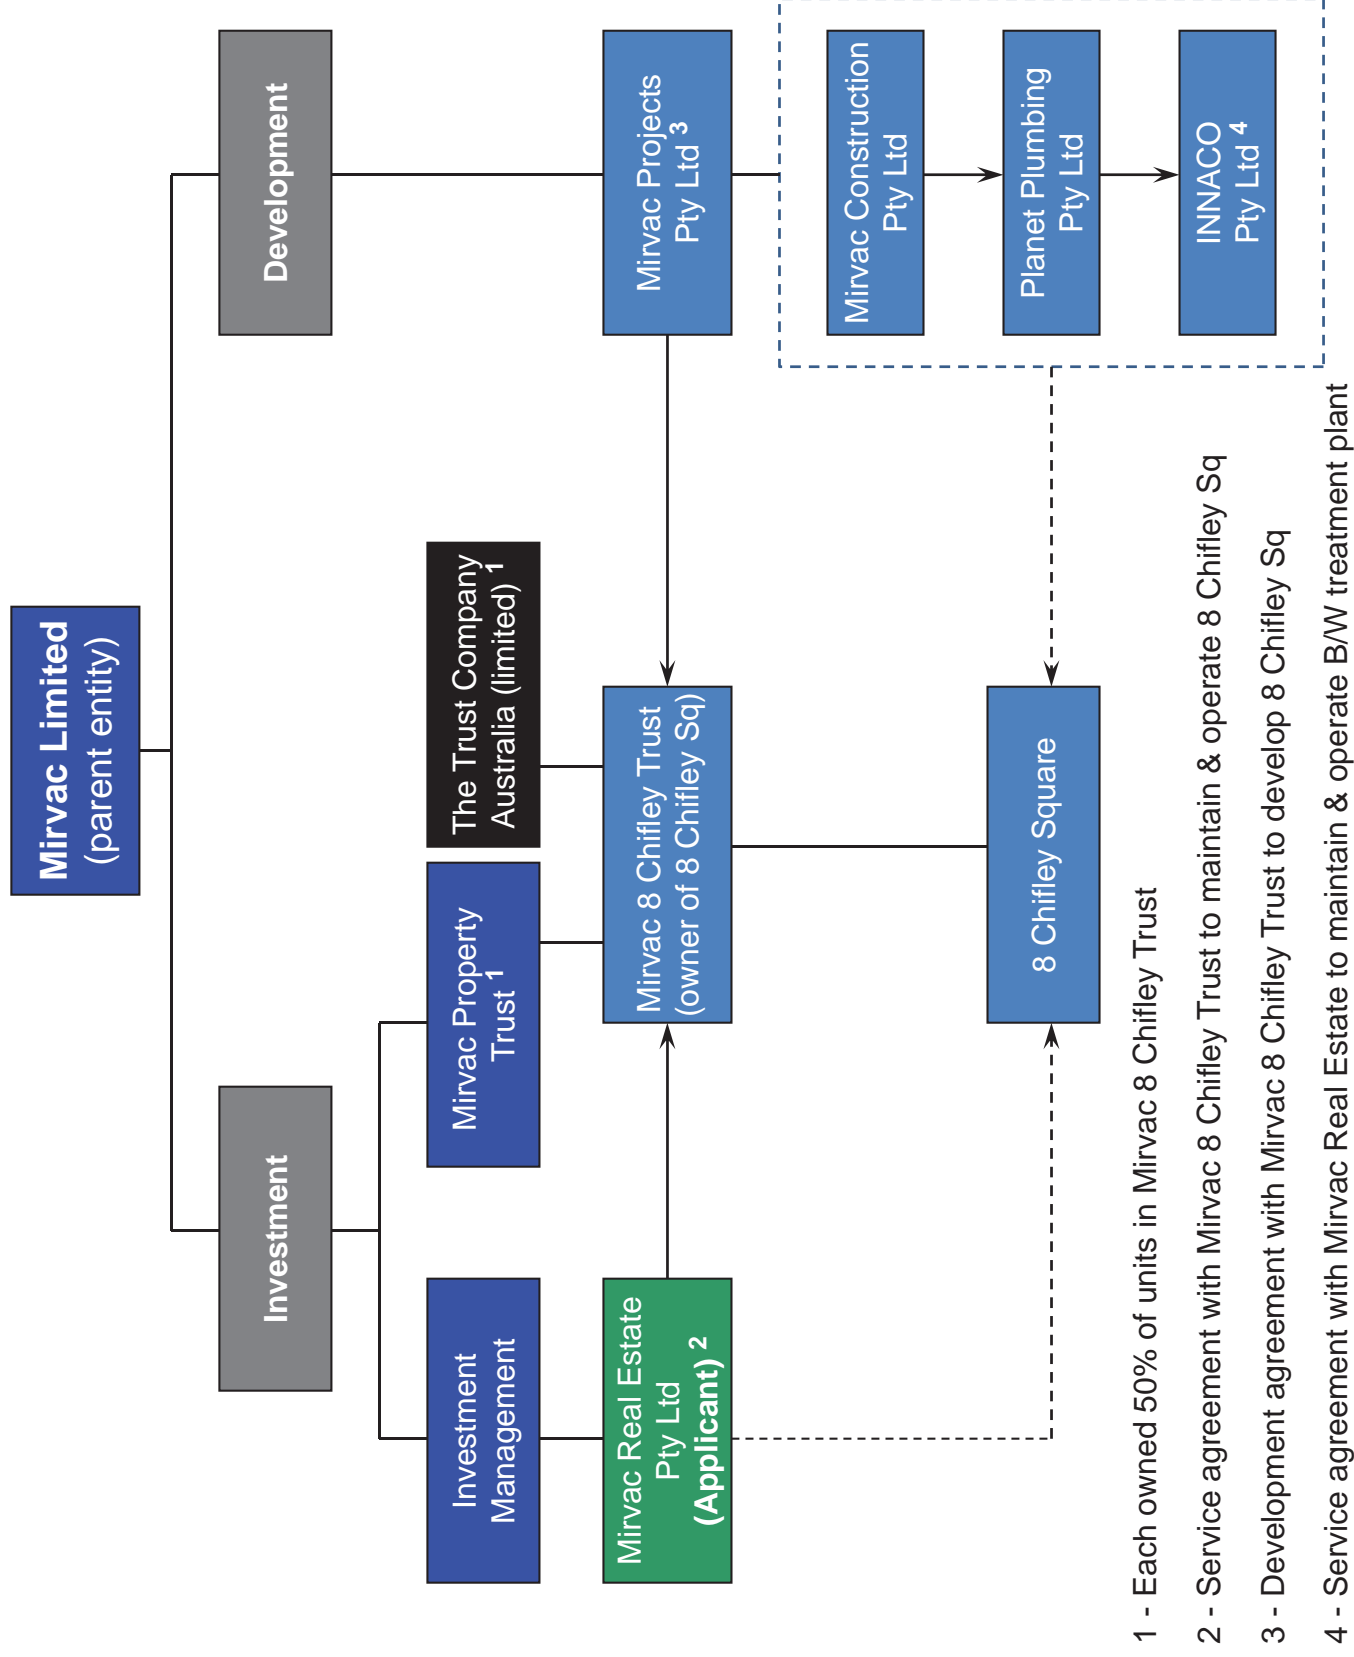 Mirvac Limited
(parent entity)
Investment
Development
Investment
Management
Mirvac Property
Trust 1
The Trust Company
Australia (limited) 1
Mirvac Real Estate
Pty Ltd
(Applicant) 2
Mirvac 8 Chifley Trust
(owner of 8 Chifley Sq)
Mirvac Projects
Pty Ltd 3
Mirvac Construction
Pty Ltd
Planet Plumbing
Pty Ltd
INNACO
Pty Ltd 4
8 Chifley Square
1 - Each owned 50% of units in Mirvac 8 Chifley Trust
2 - Service agreement with Mirvac 8 Chifley Trust to maintain & operate 8 Chifley Sq
3 - Development agreement with Mirvac 8 Chifley Trust to develop 8 Chifley Sq
4 - Service agreement with Mirvac Real Estate to maintain & operate B/W treatment plant